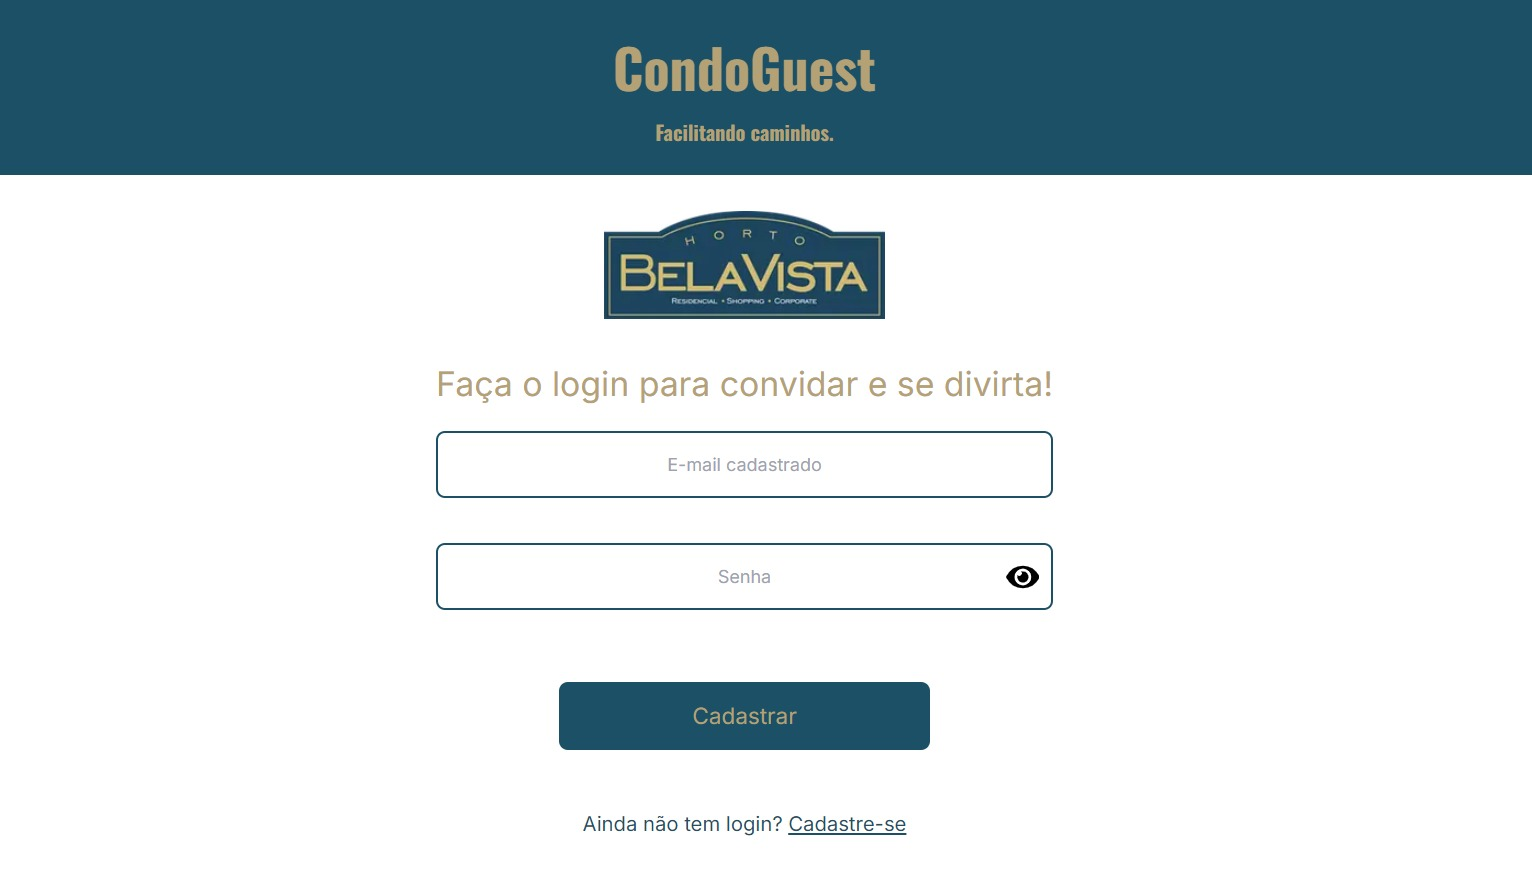 CondoGuest
Facilitando caminhos.
HORTO
BELAVISTA
RESIDENCIAL • SHOPPING • CORPORATE
Faça o login para convidar e se divirta!
E-mail cadastrado
Senha
Cadastrar
Ainda não tem login? Cadastre-se